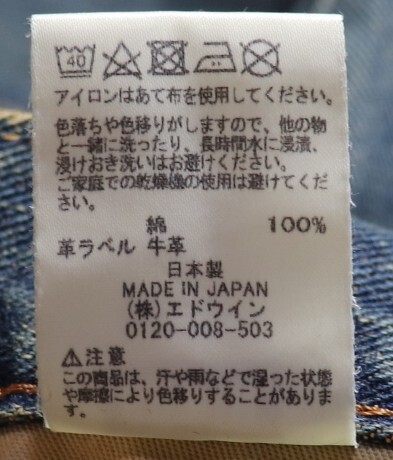 40
アイロンはあて布を使用してください。
色落ちや色移りがしますので、他の物
と一緒に洗ったり、長時間水に浸漬、
浸けおき洗いはお避けください。
ご家庭での乾燥機の使用は避けてくだ
さい。
綿 100%
革ラベル 牛革
日本製
MADE IN JAPAN
(株)エドウイン
0120-008-503
⚠注意
この商品は、汗や雨などで湿った状態
や摩擦により色移りすることがありま
す。